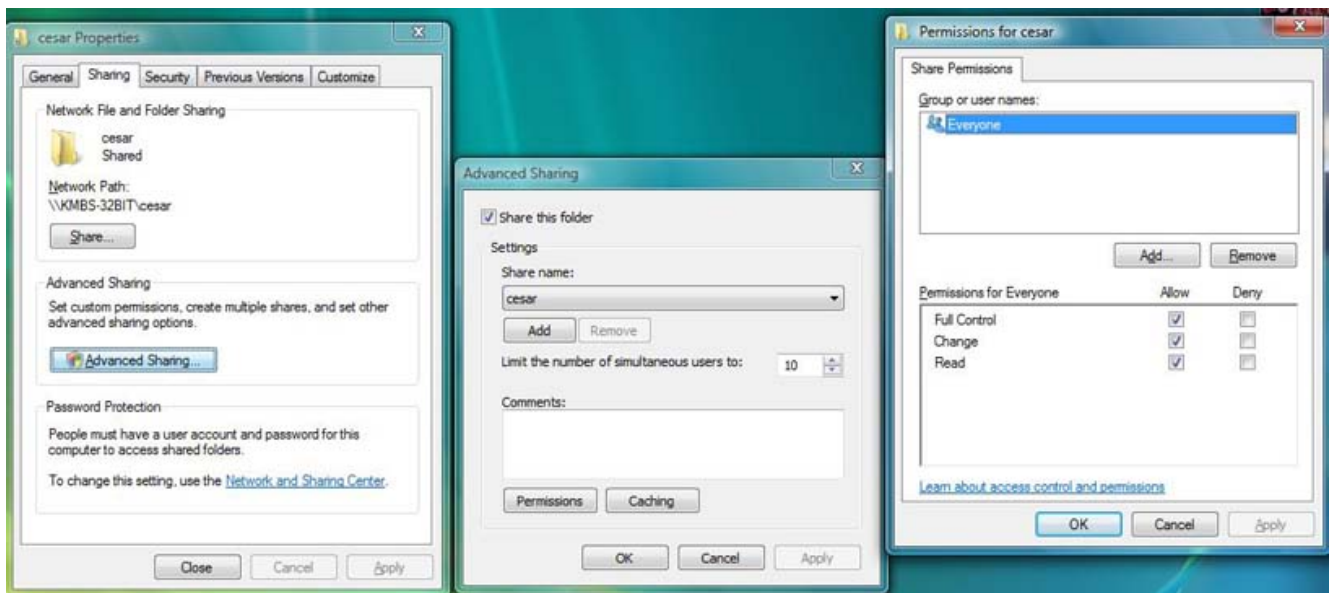 cesar Properties
General Sharing Security Previous Versions Customize
Network File and Folder Sharing
cesar
Shared
Network Path:
\\KMBS-32BIT\cesar
Share...
Advanced Sharing
Set custom permissions, create multiple shares, and set other
advanced sharing options.
Advanced Sharing...
Password Protection
People must have a user account and password for this
computer to access shared folders.
To change this setting, use the Network and Sharing Center.
Close Cancel Apply
Advanced Sharing
Share this folder
Settings
Share name:
cesar
Add Remove
Limit the number of simultaneous users to: 10
Comments:
Permissions Caching
OK Cancel Apply
Permissions for cesar
Share Permissions
Group or user names:
Everyone
Add... Remove
Permissions for Everyone Allow Deny
Full Control
Change
Read
Learn about access control and permissions
OK Cancel Apply